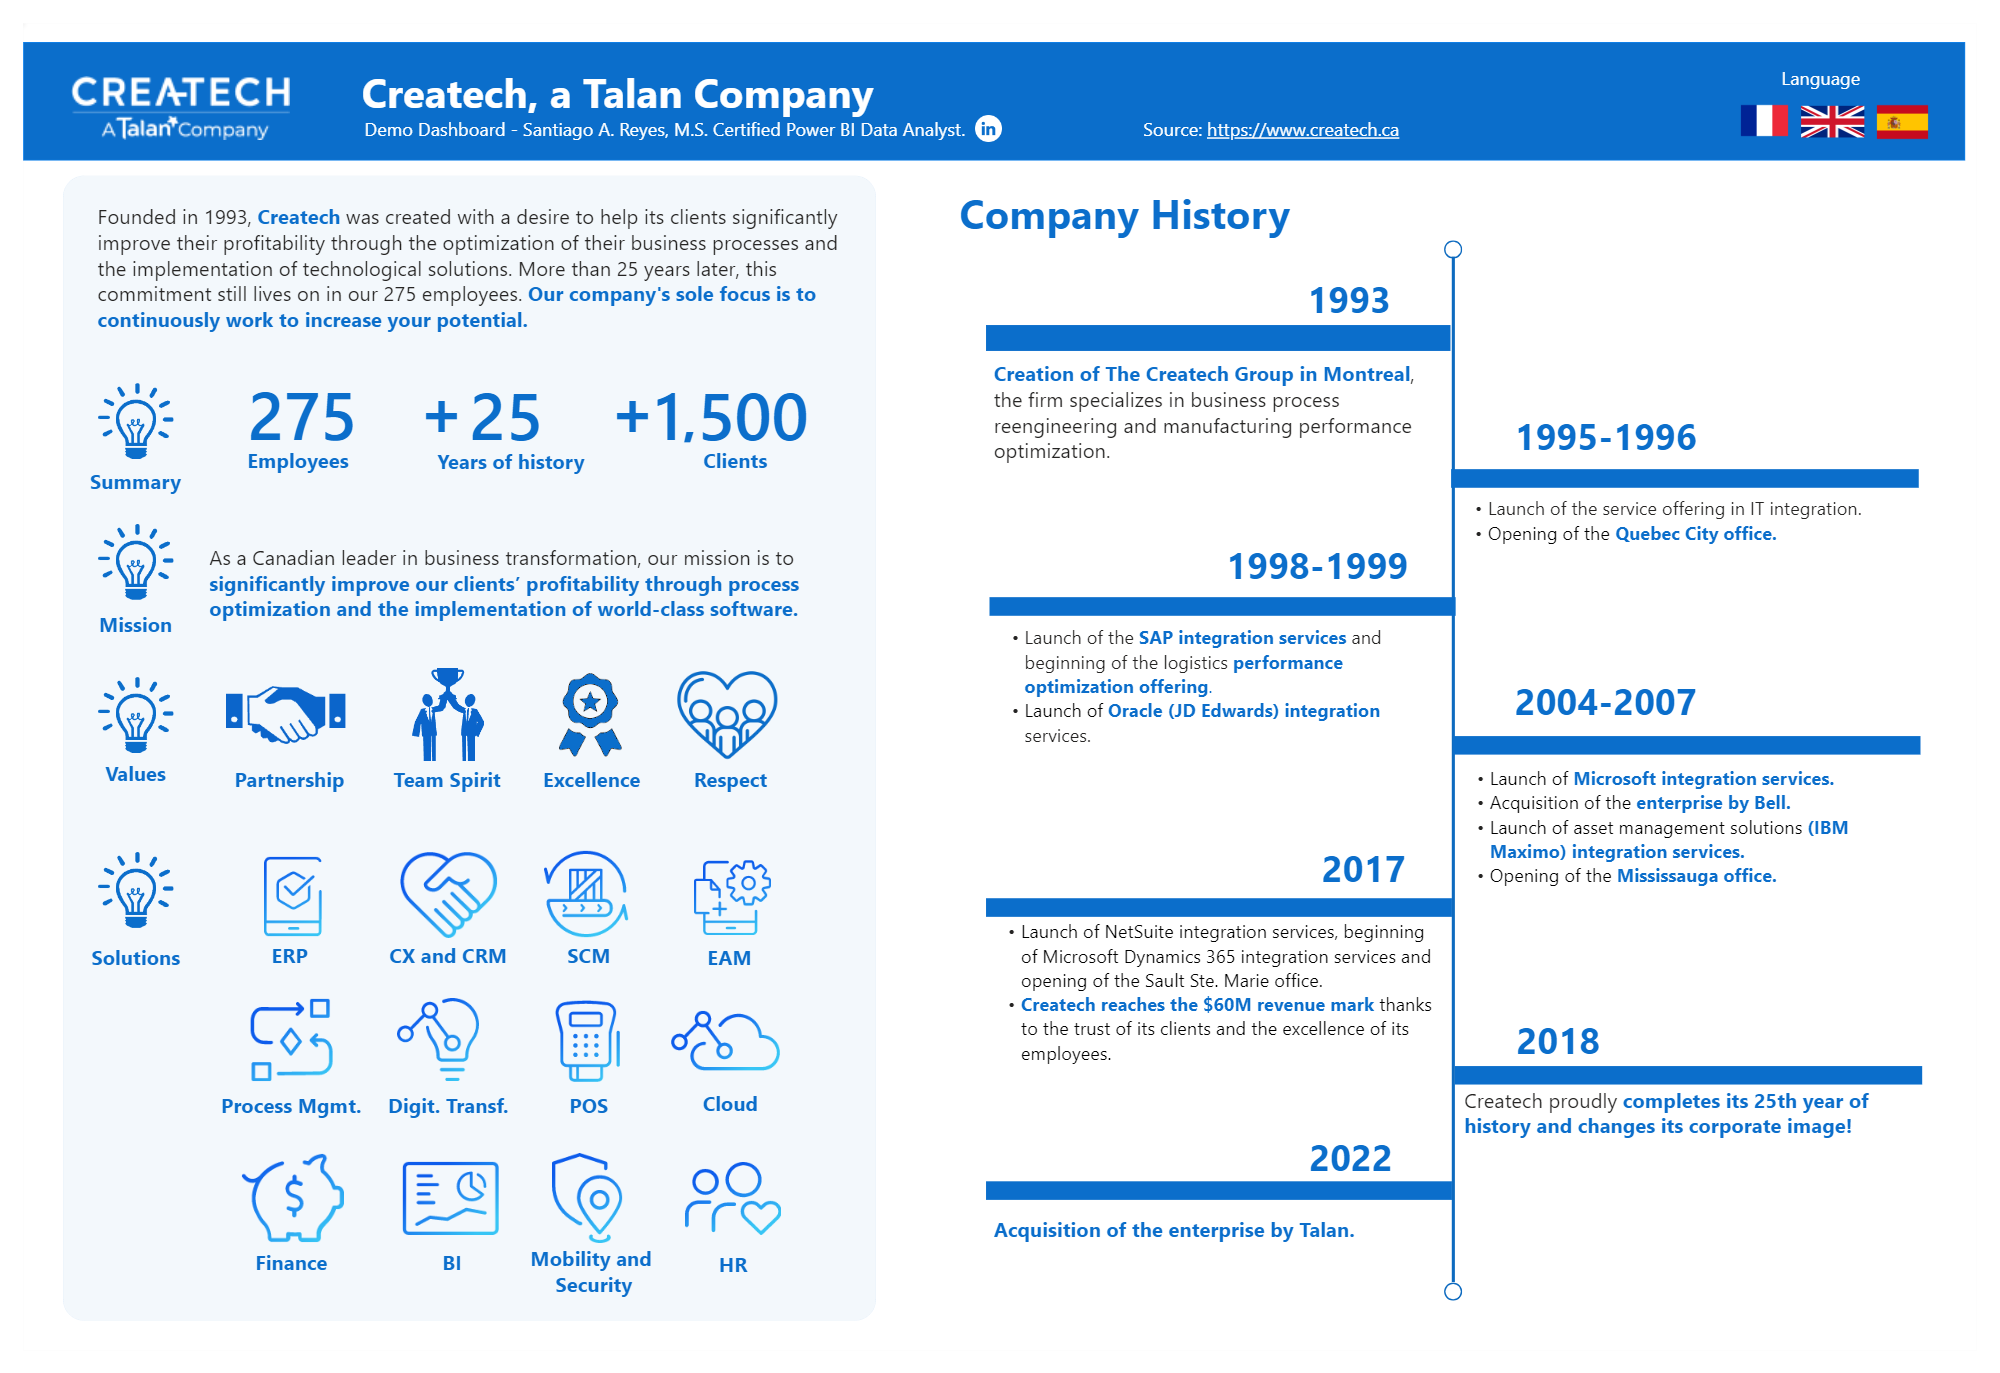 CREATECH
A Talan Company
Createch, a Talan Company
Demo Dashboard - Santiago A. Reyes, M.S. Certified Power BI Data Analyst.
in
Source: https://www.createch.ca
Language
Founded in 1993, Createch was created with a desire to help its clients significantly
improve their profitability through the optimization of their business processes and
the implementation of technological solutions. More than 25 years later, this
commitment still lives on in our 275 employees. Our company's sole focus is to
continuously work to increase your potential.
Summary
275
Employees
+ 25
Years of history
+1,500
Clients
Mission
As a Canadian leader in business transformation, our mission is to
significantly improve our clients’ profitability through process
optimization and the implementation of world-class software.
Values
Partnership
Team Spirit
Excellence
Respect
Solutions
ERP
CX and CRM
SCM
EAM
Process Mgmt.
Digit. Transf.
POS
Cloud
$
Finance
BI
Mobility and
Security
HR
Company History
1993
Creation of The Createch Group in Montreal,
the firm specializes in business process
reengineering and manufacturing performance
optimization.
1995-1996
• Launch of the service offering in IT integration.
• Opening of the Quebec City office.
1998-1999
• Launch of the SAP integration services and
beginning of the logistics performance
optimization offering.
• Launch of Oracle (JD Edwards) integration
services.
2004-2007
• Launch of Microsoft integration services.
• Acquisition of the enterprise by Bell.
• Launch of asset management solutions (IBM
Maximo) integration services.
• Opening of the Mississauga office.
2017
• Launch of NetSuite integration services, beginning
of Microsoft Dynamics 365 integration services and
opening of the Sault Ste. Marie office.
• Createch reaches the $60M revenue mark thanks
to the trust of its clients and the excellence of its
employees.
2018
Createch proudly completes its 25th year of
history and changes its corporate image!
2022
Acquisition of the enterprise by Talan.